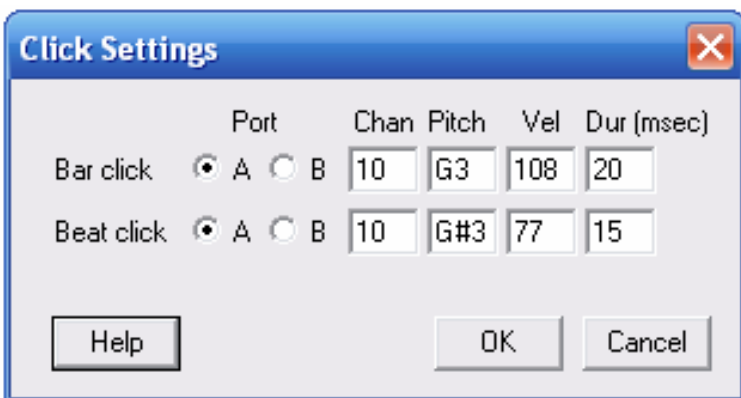 Click Settings
Port Chan Pitch Vel Dur (msec)
Bar click A B 10 G3 108 20
Beat click A B 10 G#3 77 15
Help OK Cancel